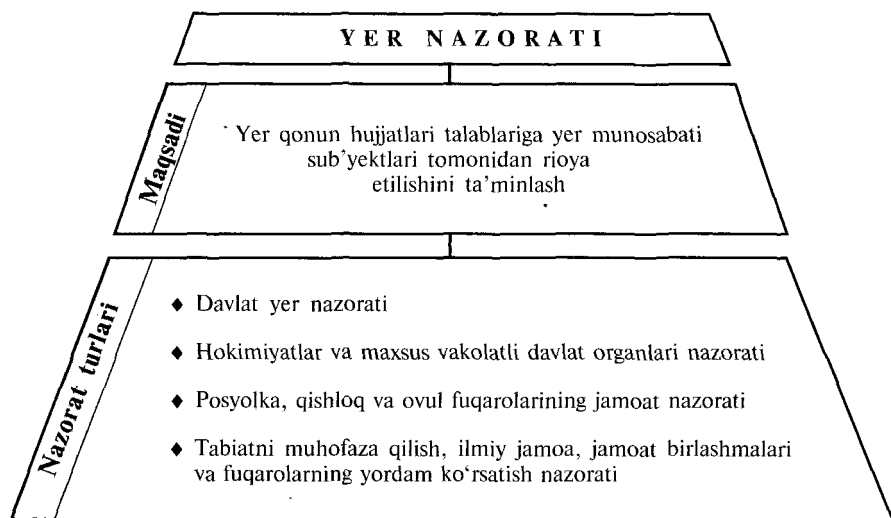 YER NAZORATI
Maqsadi
Yer qonun hujjatlari talablariga yer munosabati
sub'yektlari tomonidan rioya
etilishini ta'minlash
Nazorat turlari
♦ Davlat yer nazorati
♦ Hokimiyatlar va maxsus vakolatli davlat organlari nazorati
♦ Posyolka, qishloq va ovul fuqarolarining jamoat nazorati
♦ Tabiatni muhofaza qilish, ilmiy jamoa, jamoat birlashmalari
va fuqarolarning yordam ko‘rsatish nazorati